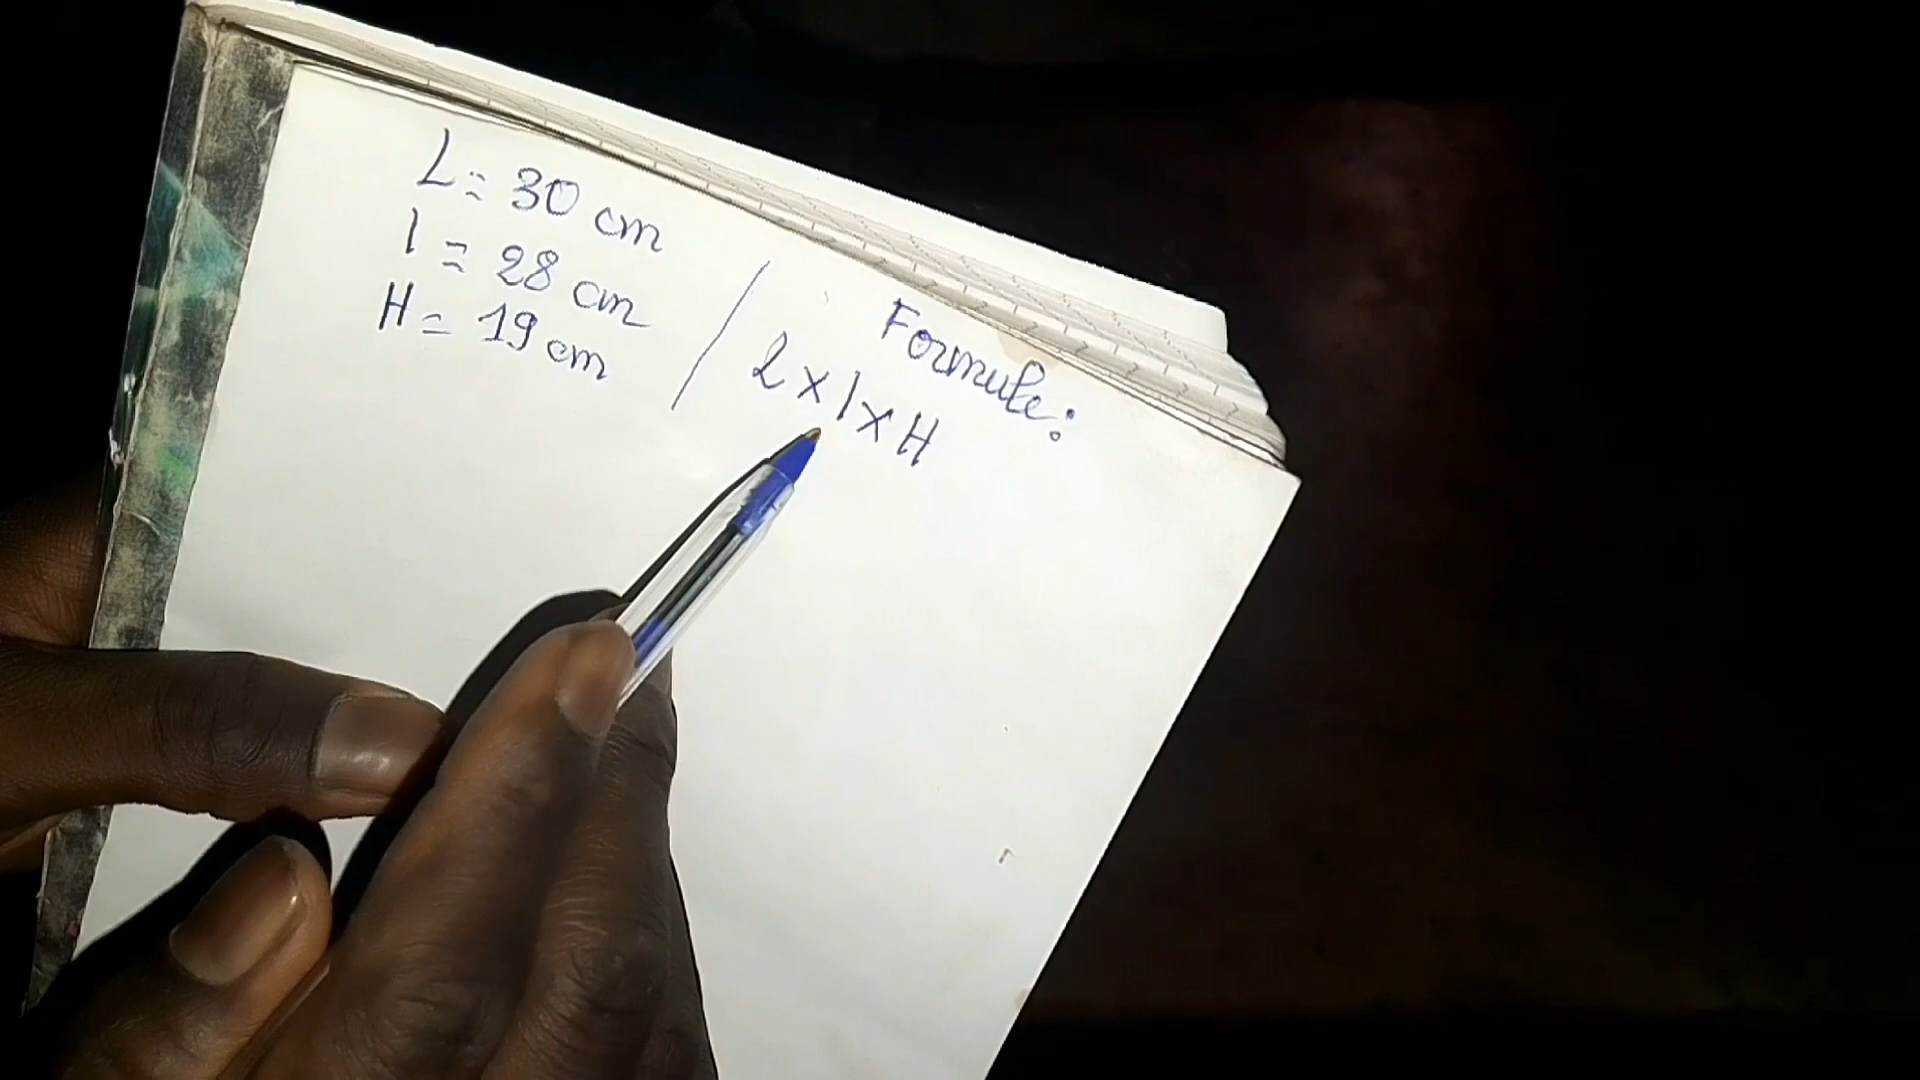 L = 30 cm
l = 28 cm
H = 19 cm
Formule :
L x l x H